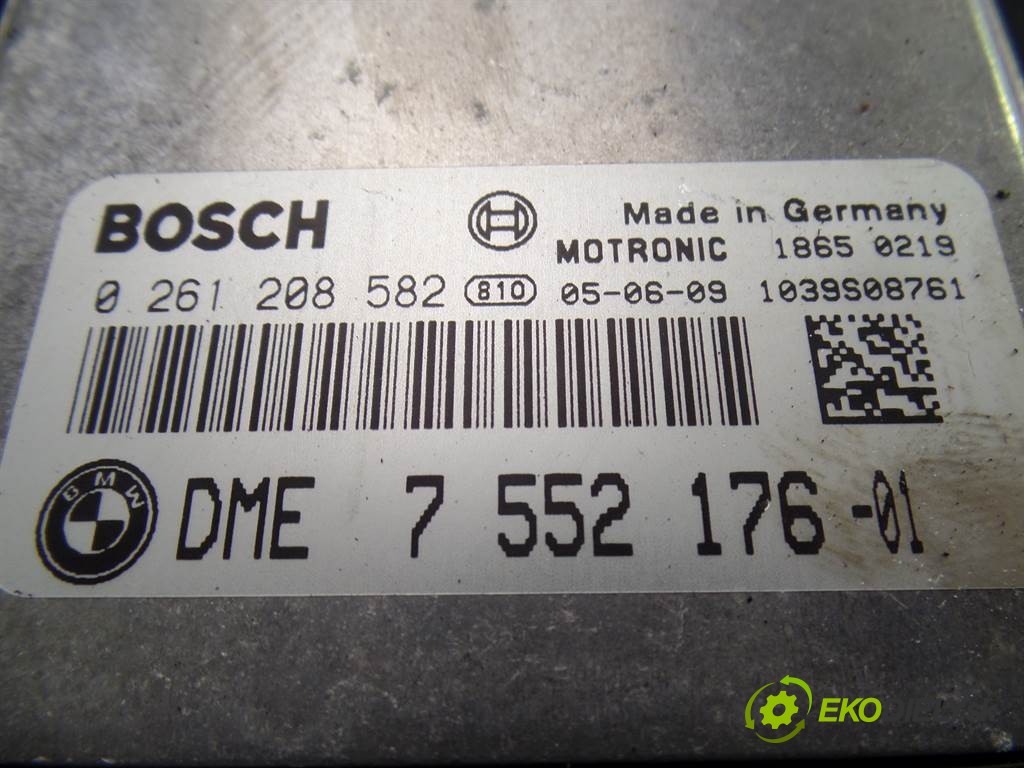 BOSCH Made in Germany
MOTRONIC 1865 0219
0 261 208 582 810 05-06-09 1039S08761
BMW DME 7 552 176-01
EKO